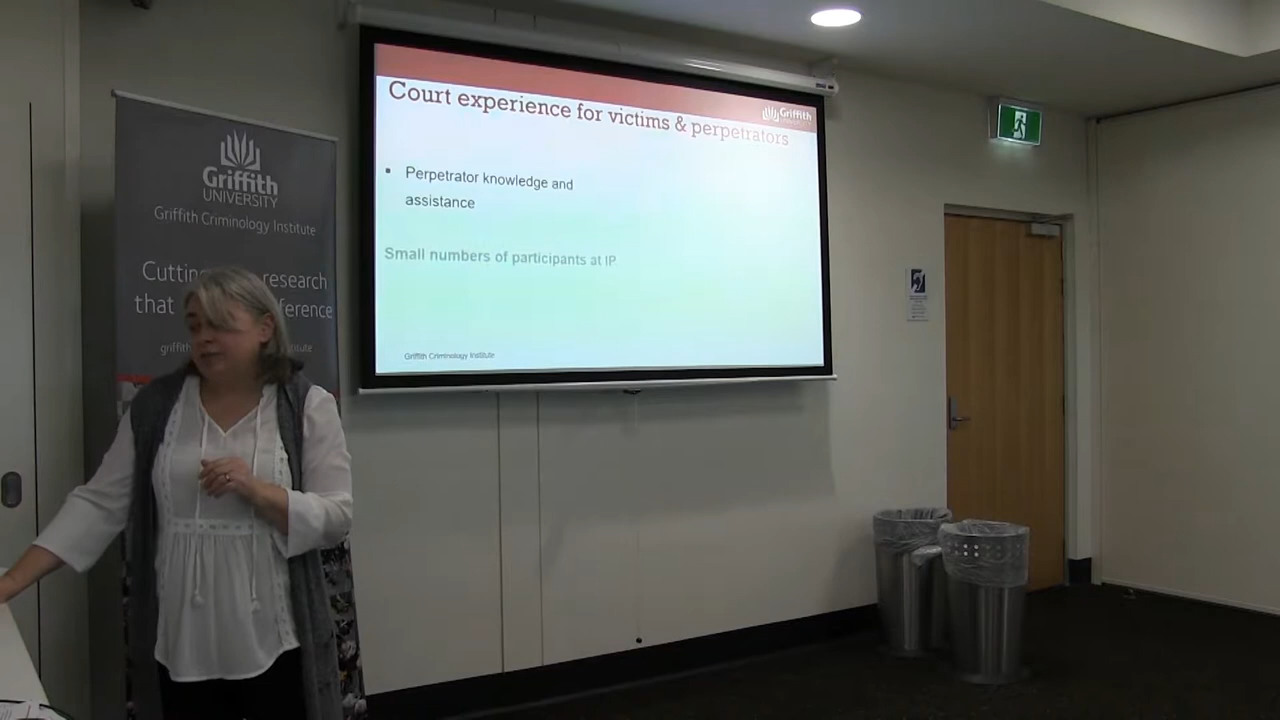 Griffith
UNIVERSITY
Griffith Criminology Institute
research
that
griffith
Court experience for victims & perpetrators
Griffith
UNIVERSITY
Perpetrator knowledge and
assistance
Small numbers of participants at IP
Griffith Criminology Institute